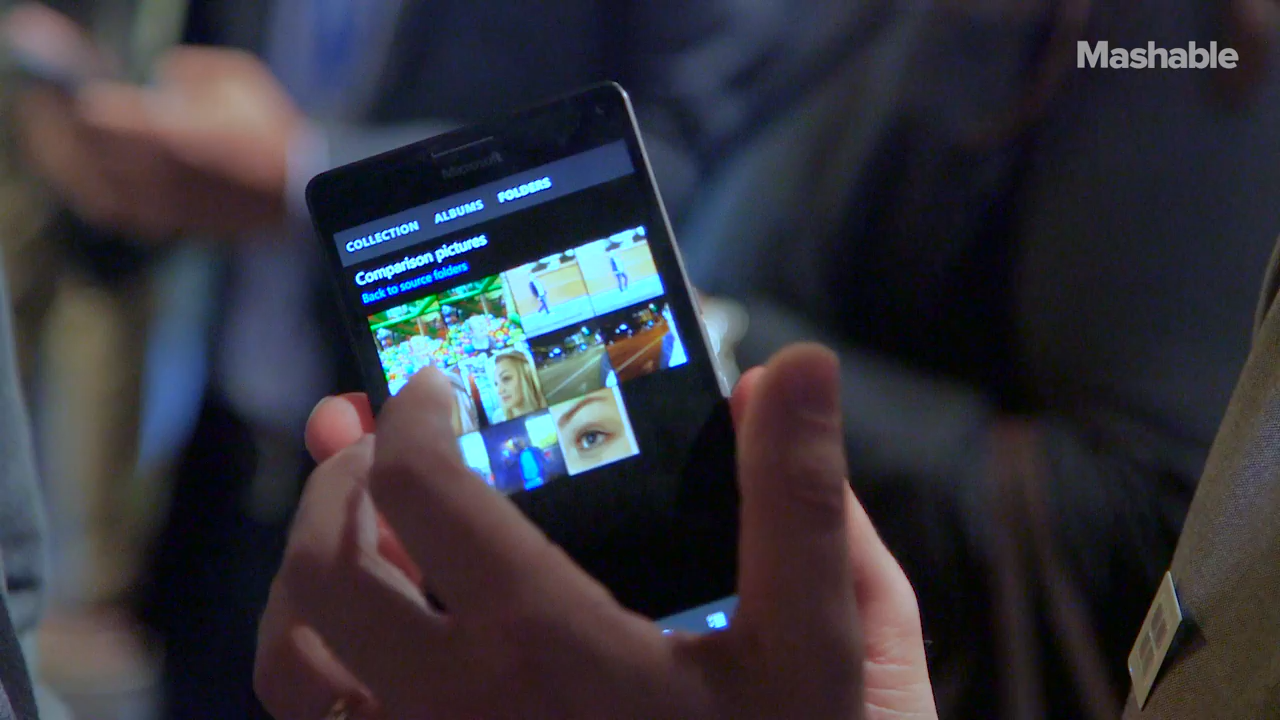 Mashable
Microsoft
COLLECTION ALBUMS FOLDERS
Comparison pictures
Back to source folders